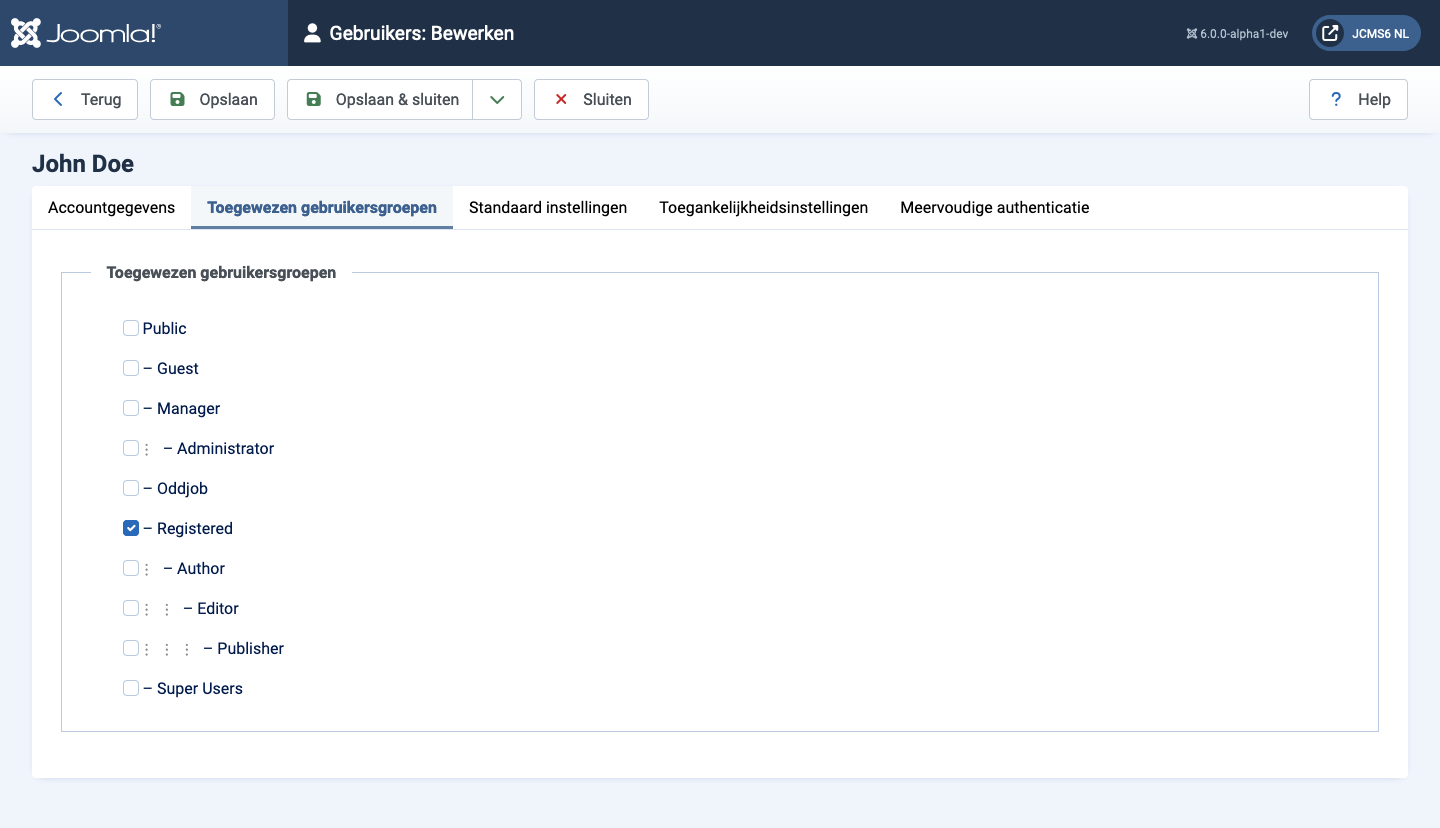 Joomla!® Gebruikers: Bewerken 6.0.0-alpha1-dev JCMS6 NL
Terug Opslaan Opslaan & sluiten Sluiten ? Help
John Doe
Accountgegevens Toegewezen gebruikersgroepen Standaard instellingen Toegankelijkheidsinstellingen Meervoudige authenticatie
Toegewezen gebruikersgroepen
Public
– Guest
– Manager
⋮ – Administrator
– Oddjob
– Registered
⋮ – Author
⋮ ⋮ – Editor
⋮ ⋮ ⋮ – Publisher
– Super Users